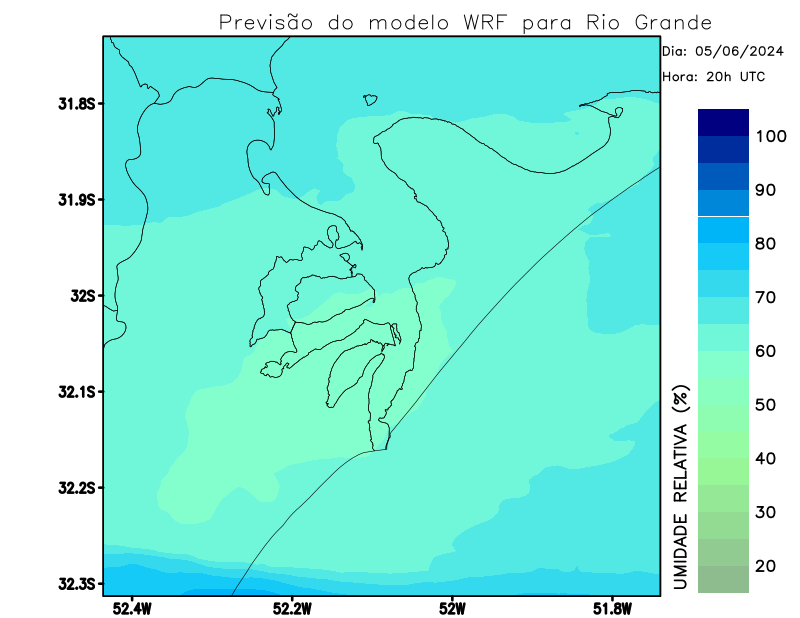 Previsão do modelo WRF para Rio Grande
Dia: 05/06/2024
Hora: 20h UTC
31.8S
31.9S
32S
32.1S
32.2S
32.3S
52.4W
52.2W
52W
51.8W
100
90
80
70
60
50
40
30
20
UMIDADE RELATIVA (%)